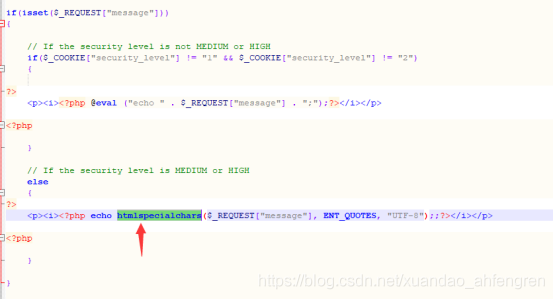 if(isset($_REQUEST["message"]))
{
// If the security level is not MEDIUM or HIGH
if($_COOKIE["security_level"] != "1" && $_COOKIE["security_level"] != "2")
{
?>
<p><i><?php @eval ("echo " . $_REQUEST["message"] . ";");?></i></p>
<?php
}
// If the security level is MEDIUM or HIGH
else
{
?>
<p><i><?php echo htmlspecialchars($_REQUEST["message"], ENT_QUOTES, "UTF-8");;?></i></p>
<?php
}
}
https://blog.csdn.net/xuandao_ahfengren